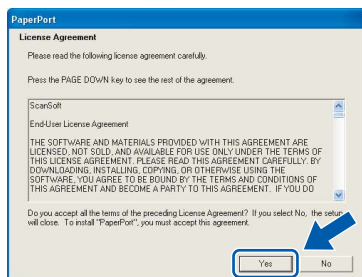 PaperPort
License Agreement
Please read the following license agreement carefully.
Press the PAGE DOWN key to see the rest of the agreement.
ScanSoft
End-User License Agreement
THE SOFTWARE AND MATERIALS PROVIDED WITH THIS AGREEMENT ARE
LICENSED, NOT SOLD, AND AVAILABLE FOR USE ONLY UNDER THE TERMS OF
THIS LICENSE AGREEMENT. PLEASE READ THIS AGREEMENT CAREFULLY. BY
DOWNLOADING, INSTALLING, COPYING, OR OTHERWISE USING THE
SOFTWARE, YOU AGREE TO BE BOUND BY THE TERMS AND CONDITIONS OF
THIS AGREEMENT AND BECOME A PARTY TO THIS AGREEMENT. IF YOU DO
Do you accept all the terms of the preceding License Agreement? If you select No, the setup
will close. To install "PaperPort", you must accept this agreement.
Yes
No